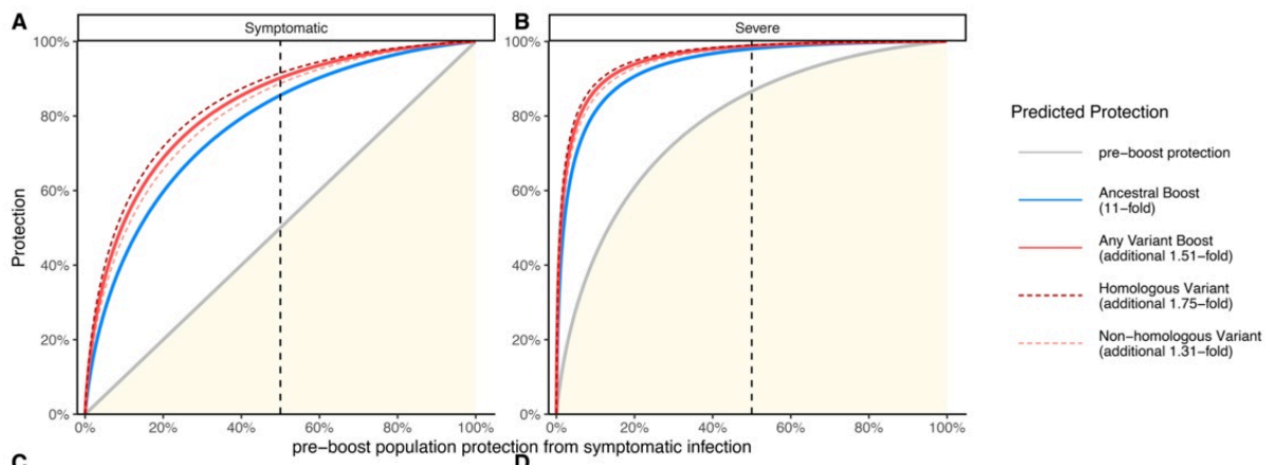 A
Symptomatic
B
Severe
100%
80%
60%
40%
20%
0%
Protection
0%
20%
40%
60%
80%
100%
100%
80%
60%
40%
20%
0%
0%
20%
40%
60%
80%
100%
pre-boost population protection from symptomatic infection
Predicted Protection
pre-boost protection
Ancestral Boost
(11-fold)
Any Variant Boost
(additional 1.51-fold)
Homologous Variant
(additional 1.75-fold)
Non-homologous Variant
(additional 1.31-fold)
C
D